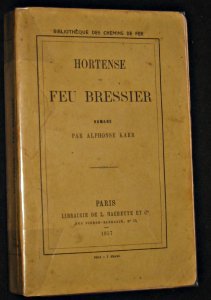 BIBLIOTHÈQUE DES CHEMINS DE FER
HORTENSE
FEU BRESSIER
ROMANS
PAR ALPHONSE KARR
PARIS
LIBRAIRIE DE L. HACHETTE ET Cie
RUE PIERRE-SARRAZIN, N° 14
1857